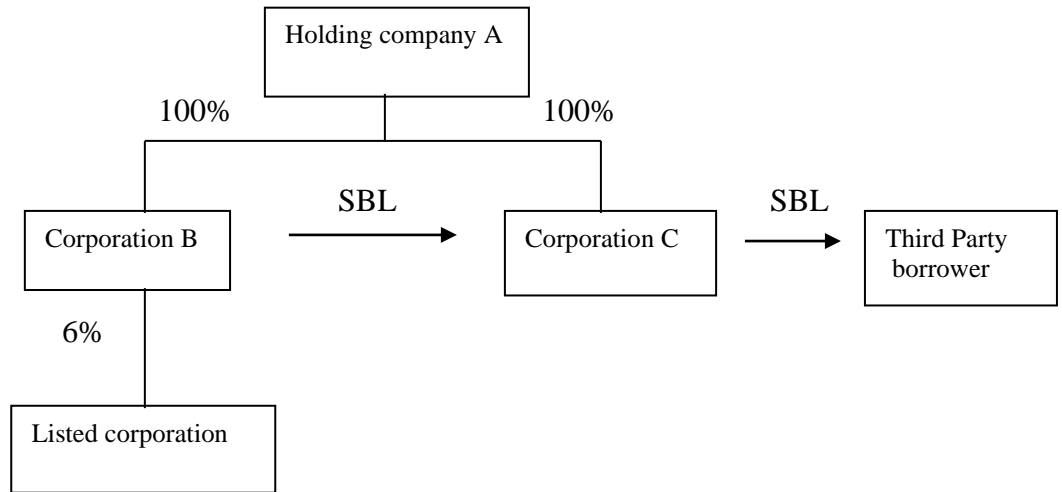 Holding company A
100%
100%
SBL
SBL
Corporation B
Corporation C
Third Party
borrower
6%
Listed corporation